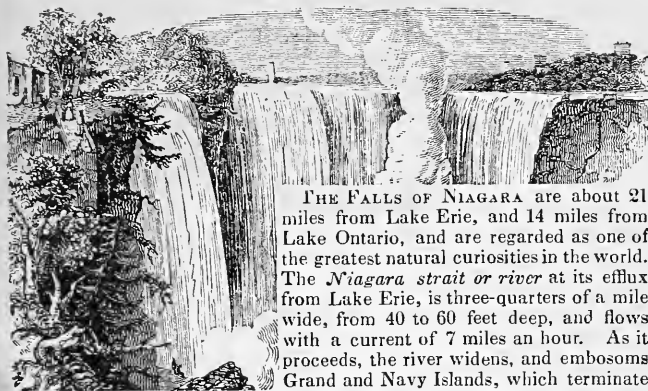 THE FALLS OF NIAGARA are about 21
miles from Lake Erie, and 14 miles from
Lake Ontario, and are regarded as one of
the greatest natural curiosities in the world.
The Niagara strait or river at its efflux
from Lake Erie, is three-quarters of a mile
wide, from 40 to 60 feet deep, and flows
with a current of 7 miles an hour. As it
proceeds, the river widens, and embosoms
Grand and Navy Islands, which terminate